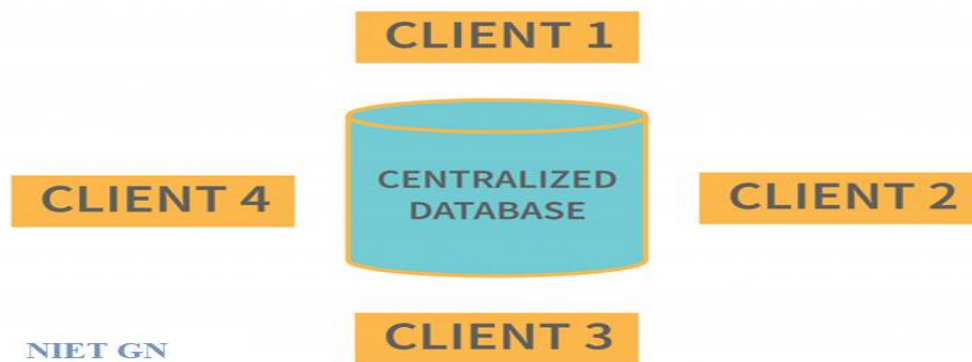 CLIENT 1
CLIENT 4
CENTRALIZED
DATABASE
CLIENT 2
CLIENT 3
NIET GN